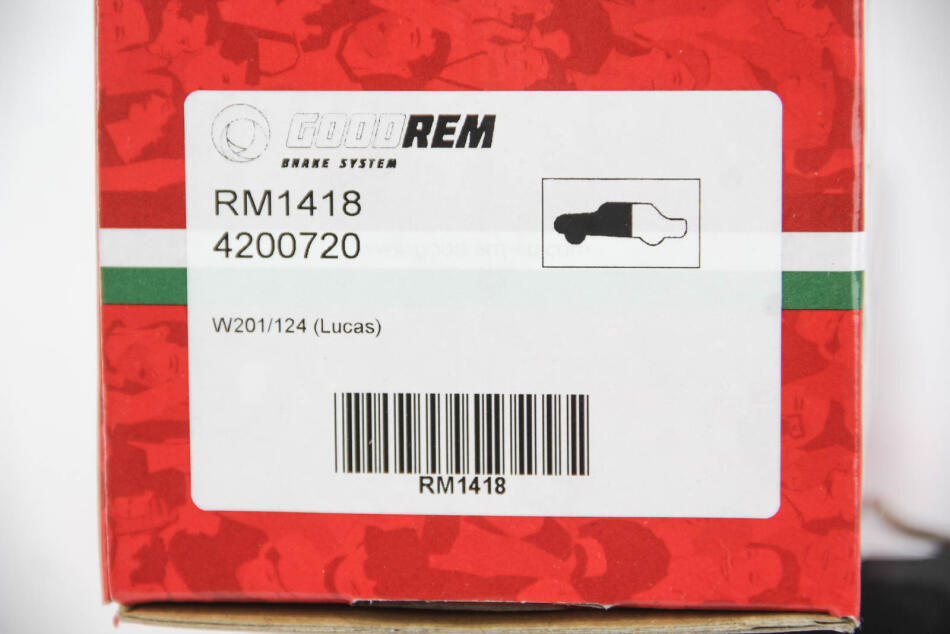 GOODREM
BRAKE SYSTEM
RM1418
4200720
W201/124 (Lucas)
RM1418